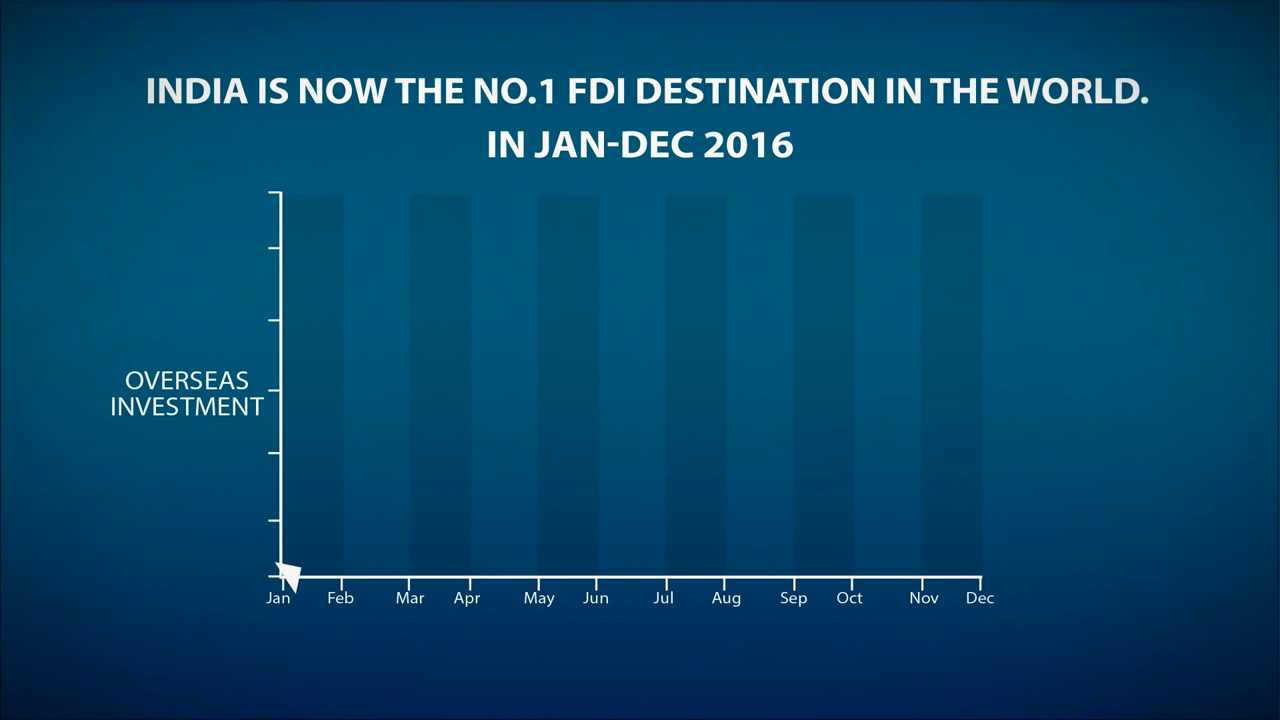 INDIA IS NOW THE NO.1 FDI DESTINATION IN THE WORLD.
IN JAN-DEC 2016
OVERSEAS
INVESTMENT
Jan Feb Mar Apr May Jun Jul Aug Sep Oct Nov Dec